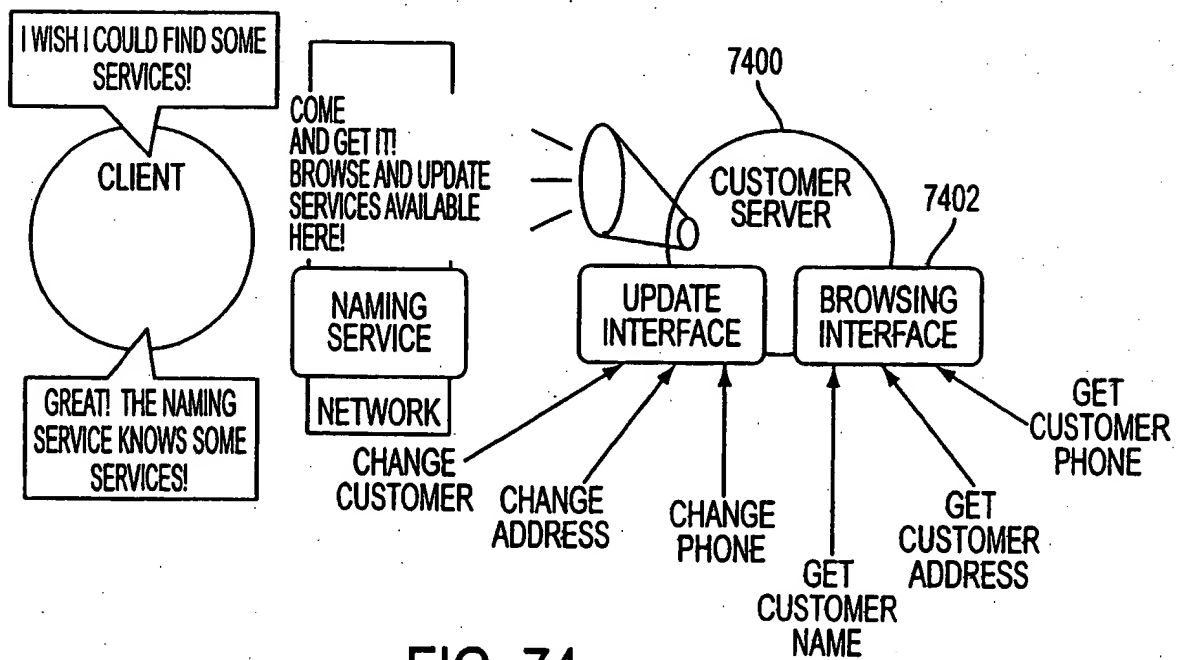 I WISH I COULD FIND SOME
SERVICES!
CLIENT
GREAT! THE NAMING
SERVICE KNOWS SOME
SERVICES!
COME
AND GET IT!
BROWSE AND UPDATE
SERVICES AVAILABLE
HERE!
NAMING
SERVICE
NETWORK
7400
CUSTOMER
SERVER
7402
UPDATE
INTERFACE
BROWSING
INTERFACE
CHANGE
CUSTOMER
CHANGE
ADDRESS
CHANGE
PHONE
GET
CUSTOMER
NAME
GET
CUSTOMER
ADDRESS
GET
CUSTOMER
PHONE
FIG. 74